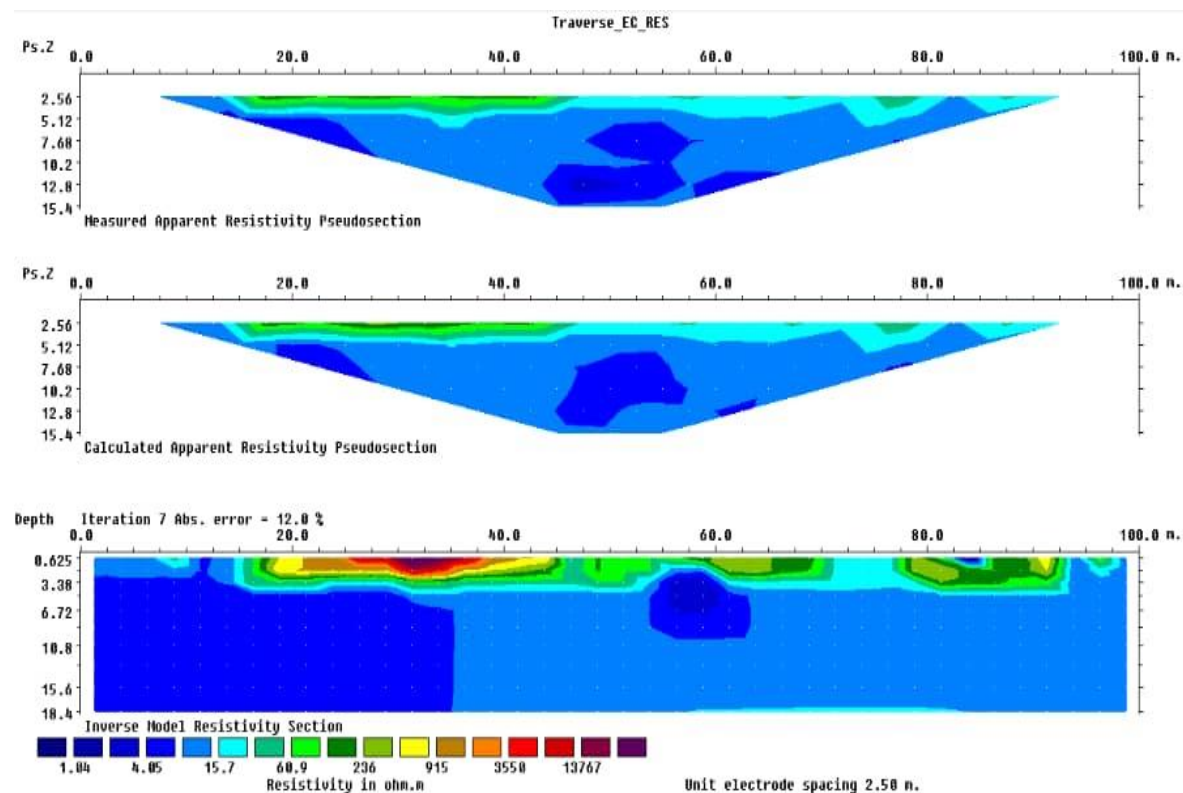 Traverse_EC_RES
Ps.Z 0.0 20.0 40.0 60.0 80.0 100.0 m.
2.56
5.12
7.68
10.2
12.8
15.4
Measured Apparent Resistivity Pseudosection
Ps.Z 0.0 20.0 40.0 60.0 80.0 100.0 m.
2.56
5.12
7.68
10.2
12.8
15.4
Calculated Apparent Resistivity Pseudosection
Depth Iteration 7 Abs. error = 12.0 %
0.0 20.0 40.0 60.0 80.0 100.0 m.
0.625
3.38
6.72
10.8
15.6
18.4
Inverse Model Resistivity Section
1.04 4.05 15.7 60.9 236 915 3550 13767
Resistivity in ohm.m Unit electrode spacing 2.50 m.